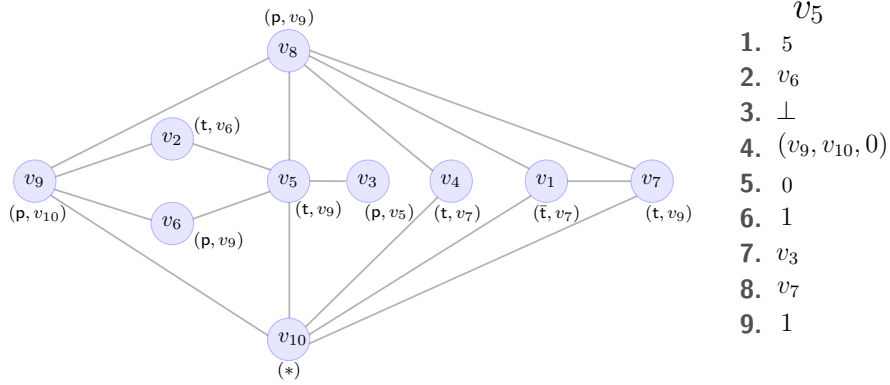 (p, v₉)
v₈
v₅
1. 5
2. v₆
3. ⊥
4. (v₉, v₁₀, 0)
5. 0
6. 1
7. v₃
8. v₇
9. 1
v₂ (t, v₆)
v₉ v₅ v₃ v₄ v₁ v₇
(p, v₁₀) (t, v₉) (p, v₅) (t, v₇) (t̄, v₇) (t, v₉)
v₆
(p, v₉)
v₁₀
(*)